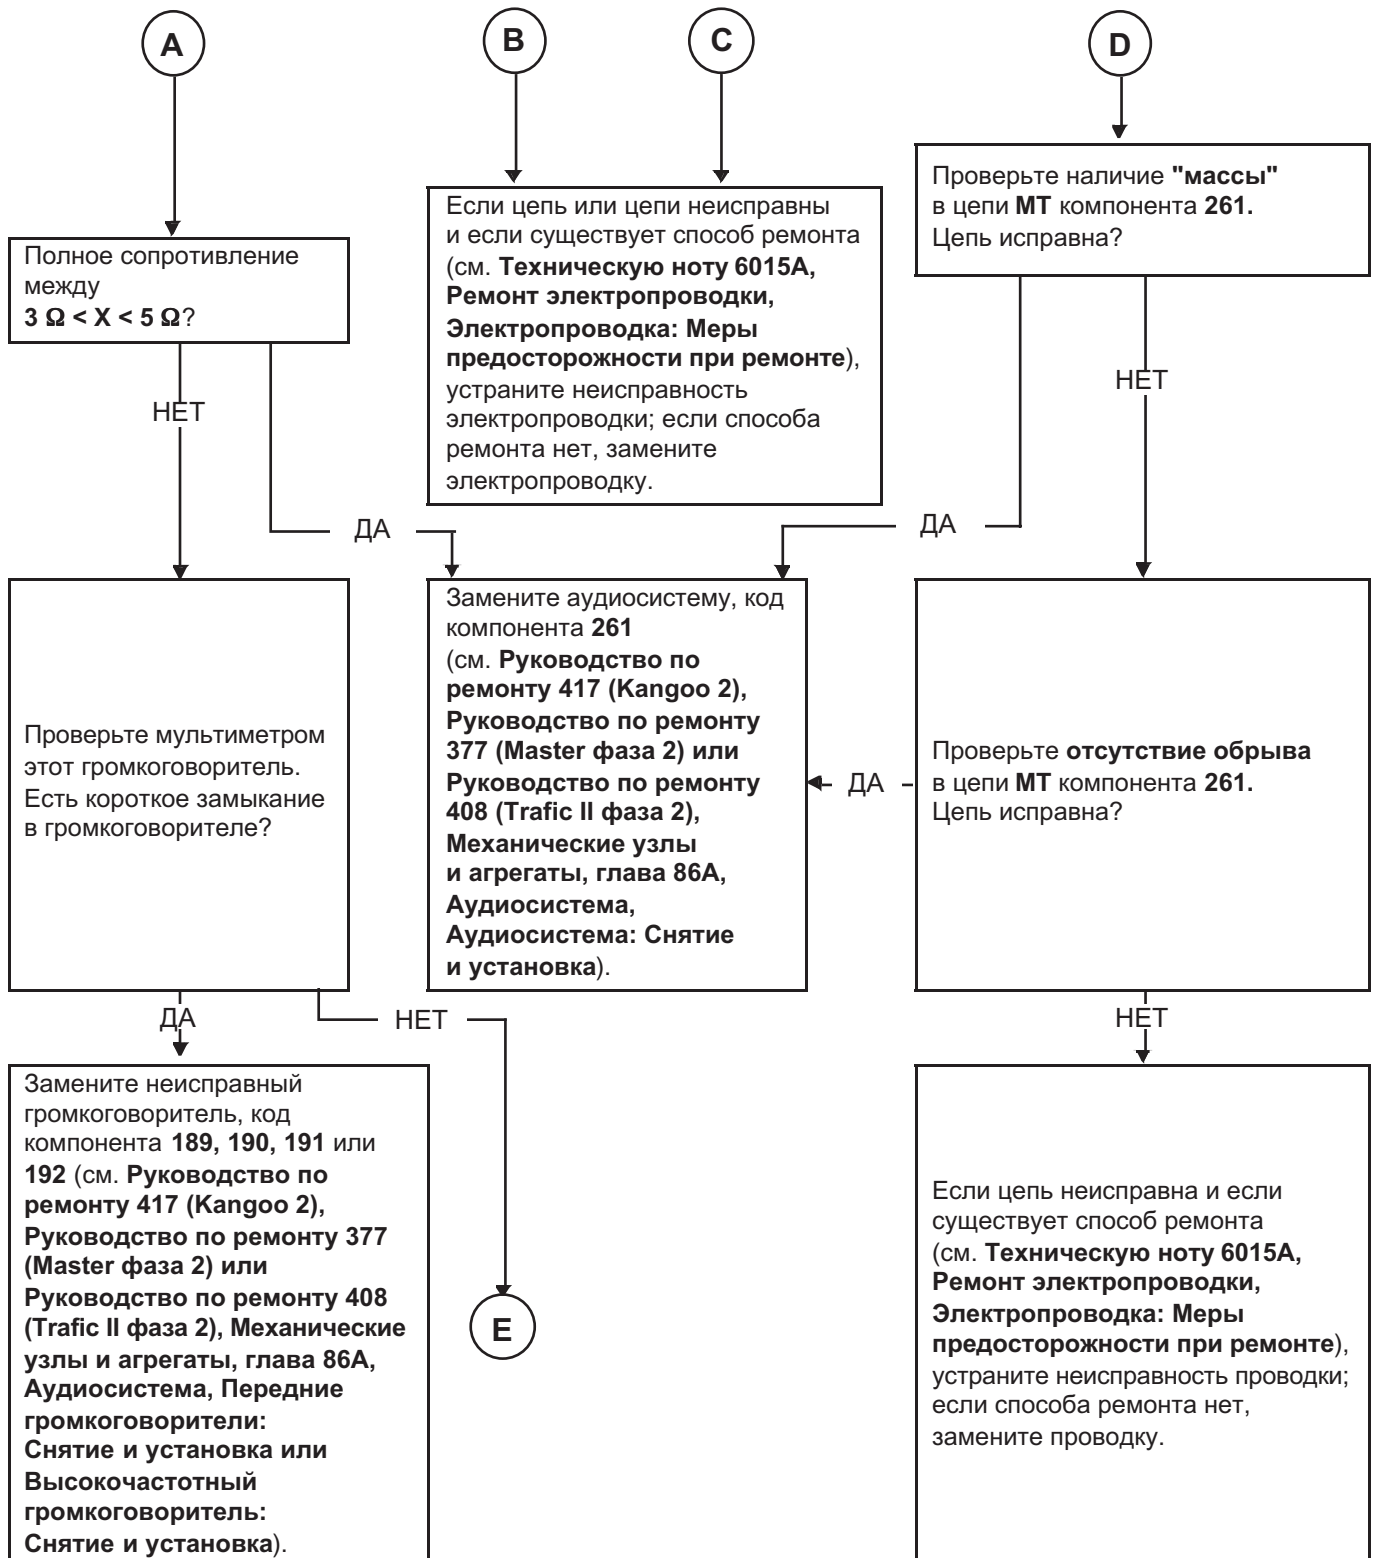 A
B
C
D
Полное сопротивление
между
3 Ω < X < 5 Ω?
НЕТ
ДА
Если цепь или цепи неисправны
и если существует способ ремонта
(см. Техническую ноту 6015A,
Ремонт электропроводки,
Электропроводка: Меры
предосторожности при ремонте),
устраните неисправность
электропроводки; если способа
ремонта нет, замените
электропроводку.
Проверьте наличие "массы"
в цепи МТ компонента 261.
Цепь исправна?
ДА
НЕТ
Проверьте мультиметром
этот громкоговоритель.
Есть короткое замыкание
в громкоговорителе?
Замените аудиосистему, код
компонента 261
(см. Руководство по
ремонту 417 (Kangoo 2),
Руководство по ремонту
377 (Master фаза 2) или
Руководство по ремонту
408 (Trafic II фаза 2),
Механические узлы
и агрегаты, глава 86A,
Аудиосистема,
Аудиосистема: Снятие
и установка).
ДА
Проверьте отсутствие обрыва
в цепи МТ компонента 261.
Цепь исправна?
ДА
НЕТ
НЕТ
Замените неисправный
громкоговоритель, код
компонента 189, 190, 191 или
192 (см. Руководство по
ремонту 417 (Kangoo 2),
Руководство по ремонту 377
(Master фаза 2) или
Руководство по ремонту 408
(Trafic II фаза 2), Механические
узлы и агрегаты, глава 86A,
Аудиосистема, Передние
громкоговорители:
Снятие и установка или
Высокочастотный
громкоговоритель:
Снятие и установка).
E
Если цепь неисправна и если
существует способ ремонта
(см. Техническую ноту 6015A,
Ремонт электропроводки,
Электропроводка: Меры
предосторожности при ремонте),
устраните неисправность проводки;
если способа ремонта нет,
замените проводку.